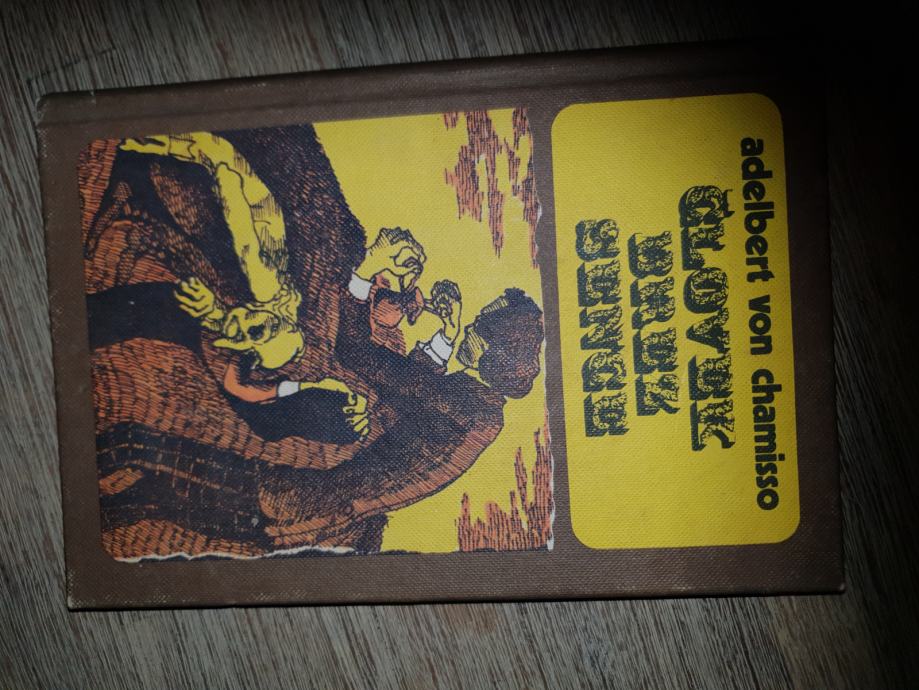 adelbert von chamisso
ČLOVEK
BREZ
SENCE